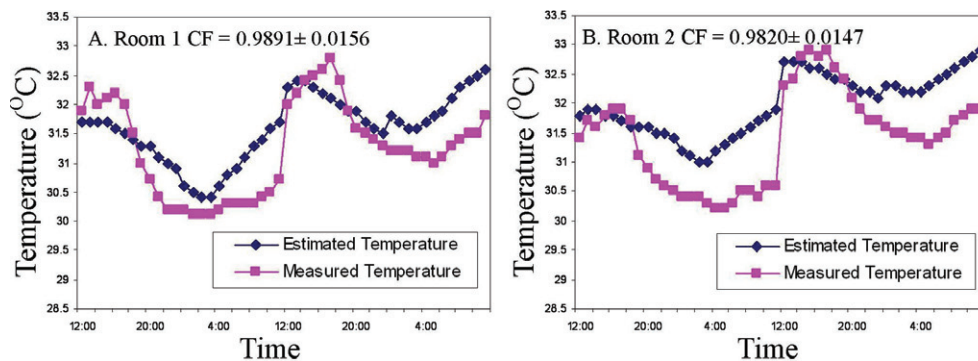 A. Room 1 CF = 0.9891± 0.0156
Temperature (°C)
33.5
33
32.5
32
31.5
31
30.5
30
29.5
29
28.5
Estimated Temperature
Measured Temperature
12:00 20:00 4:00 12:00 20:00 4:00
Time
B. Room 2 CF = 0.9820± 0.0147
Temperature (°C)
33
32.5
32
31.5
31
30.5
30
29.5
29
28.5
Estimated Temperature
Measured Temperature
12:00 20:00 4:00 12:00 20:00 4:00
Time